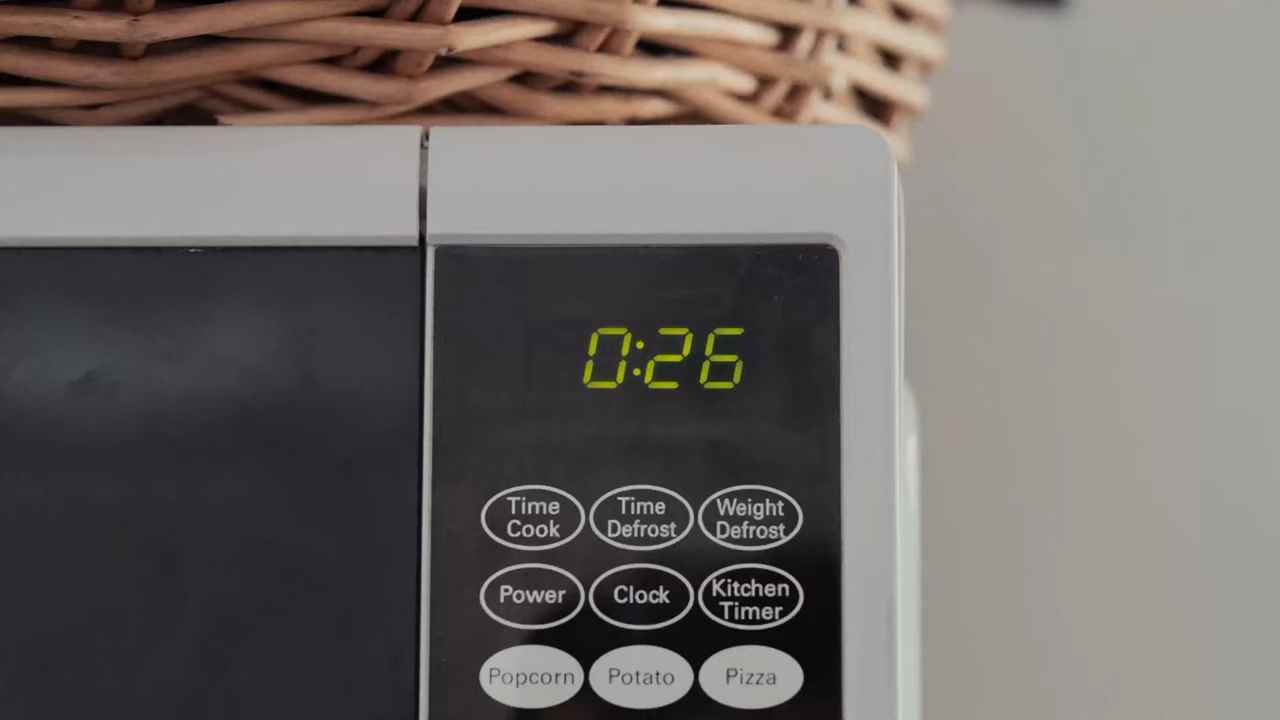 0:26
Time Cook
Time Defrost
Weight Defrost
Power
Clock
Kitchen Timer
Popcorn
Potato
Pizza